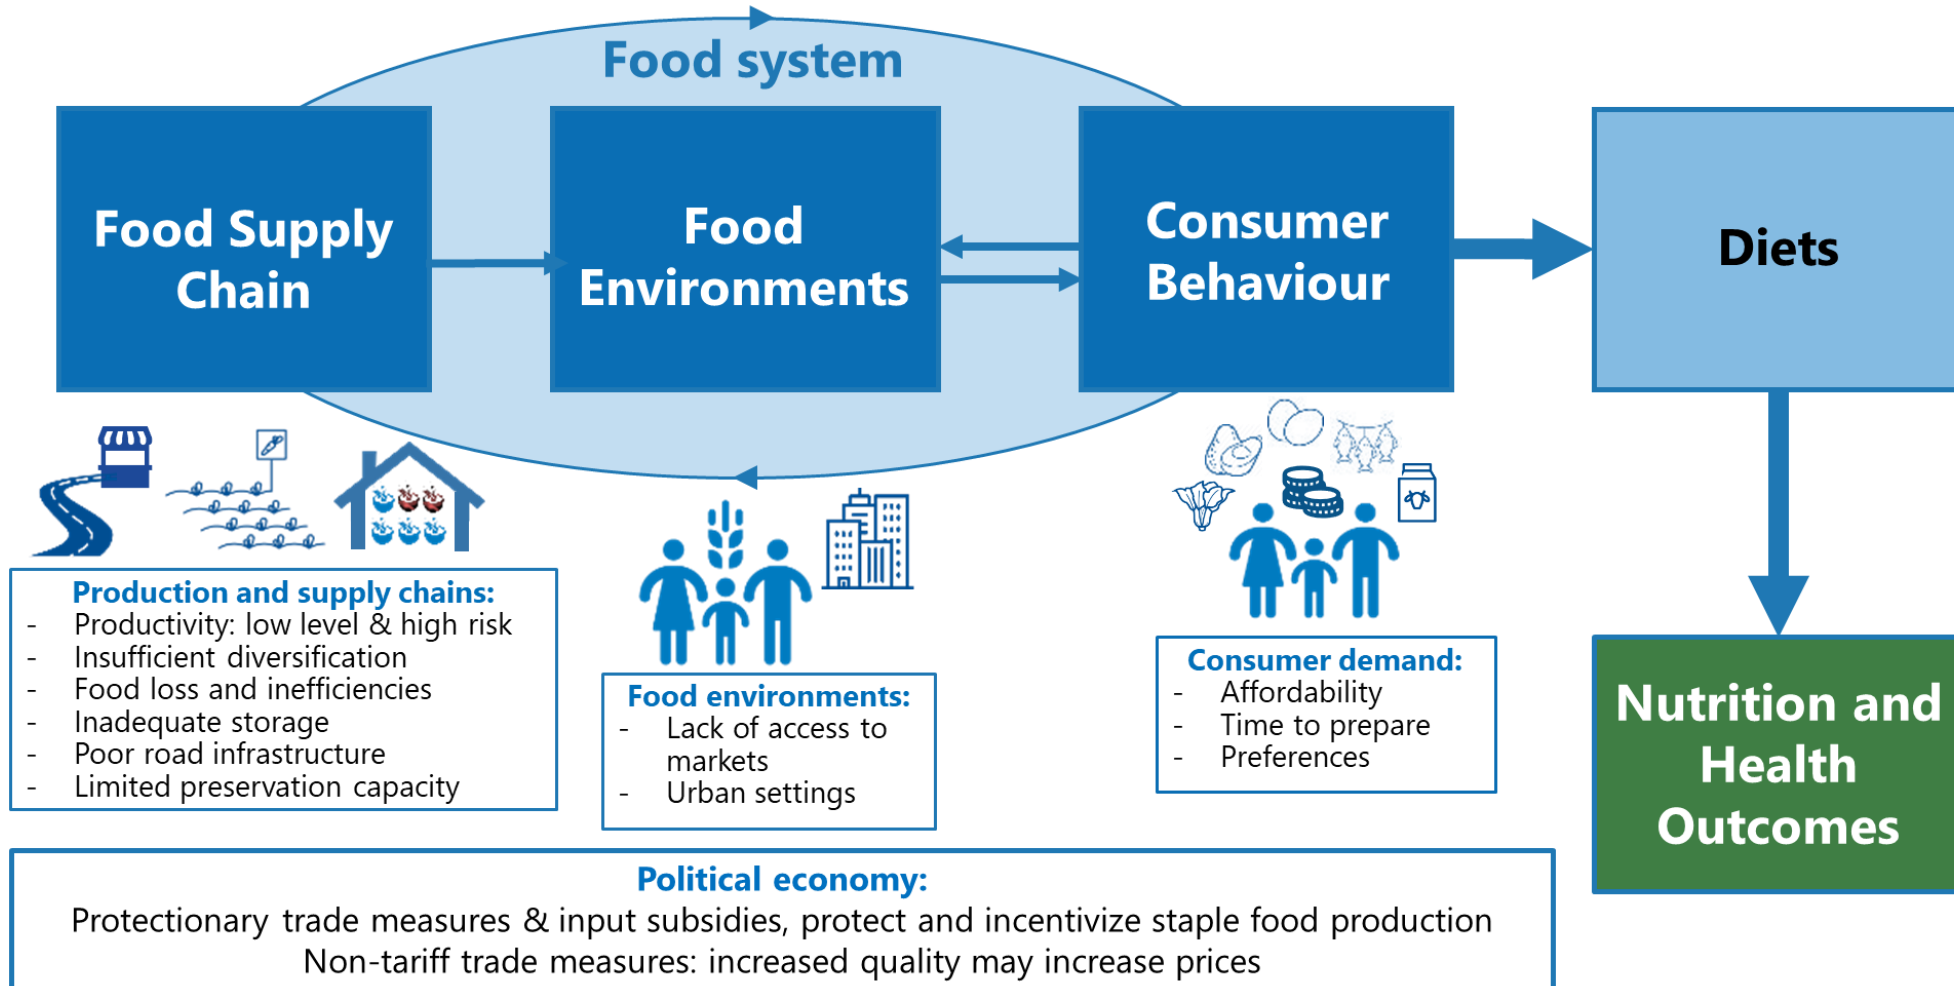 Food system
Food Supply
Chain
Food
Environments
Consumer
Behaviour
Diets
Production and supply chains:
- Productivity: low level & high risk
- Insufficient diversification
- Food loss and inefficiencies
- Inadequate storage
- Poor road infrastructure
- Limited preservation capacity
Food environments:
- Lack of access to
markets
- Urban settings
Consumer demand:
- Affordability
- Time to prepare
- Preferences
Nutrition and
Health
Outcomes
Political economy:
Protectionary trade measures & input subsidies, protect and incentivize staple food production
Non-tariff trade measures: increased quality may increase prices